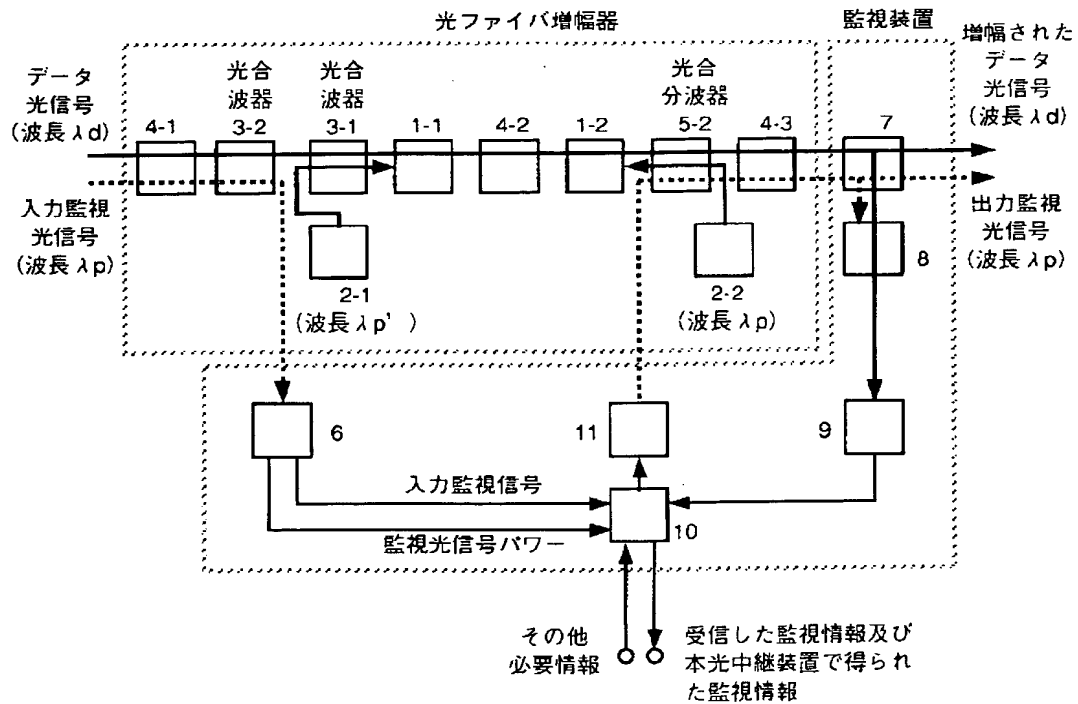 光ファイバ増幅器
監視装置
増幅された
データ
光信号
(波長λd)
データ
光信号
(波長λd)
光合
波器
光合
波器
光合
分波器
4-1
3-2
3-1
1-1
4-2
1-2
5-2
4-3
7
入力監視
光信号
(波長λp)
出力監視
光信号
(波長λp)
8
2-1
(波長λp')
2-2
(波長λp)
6
11
9
入力監視信号
10
監視光信号パワー
その他
必要情報
受信した監視情報及び
本光中継装置で得られ
た監視情報